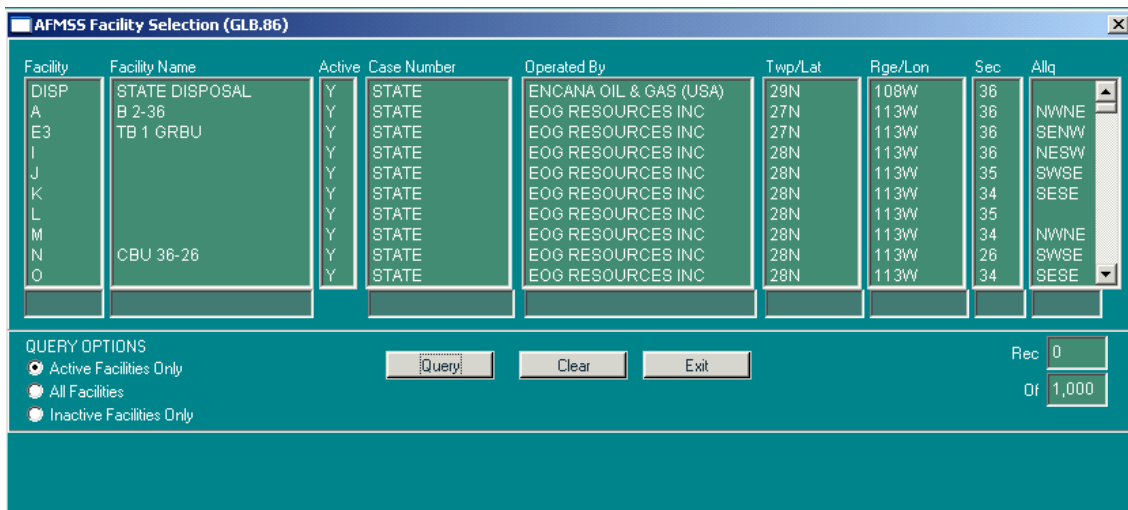 AFMSS Facility Selection (GLB.86)
Facility Facility Name Active Case Number Operated By Twp/Lat Rge/Lon Sec Allq
DISP STATE DISPOSAL Y STATE ENCANA OIL & GAS (USA) 29N 108W 36
A B 2-36 Y STATE EOG RESOURCES INC 27N 113W 36 NWNE
E3 TB 1 GRBU Y STATE EOG RESOURCES INC 27N 113W 36 SENW
I Y STATE EOG RESOURCES INC 28N 113W 36 NESW
J Y STATE EOG RESOURCES INC 28N 113W 35 SWSE
K Y STATE EOG RESOURCES INC 28N 113W 34 SESE
L Y STATE EOG RESOURCES INC 28N 113W 35
M Y STATE EOG RESOURCES INC 28N 113W 34 NWNE
N CBU 36-26 Y STATE EOG RESOURCES INC 28N 113W 26 SWSE
O Y STATE EOG RESOURCES INC 28N 113W 34 SESE
QUERY OPTIONS
Active Facilities Only
All Facilities
Inactive Facilities Only
Query Clear Exit
Rec 0
Of 1,000